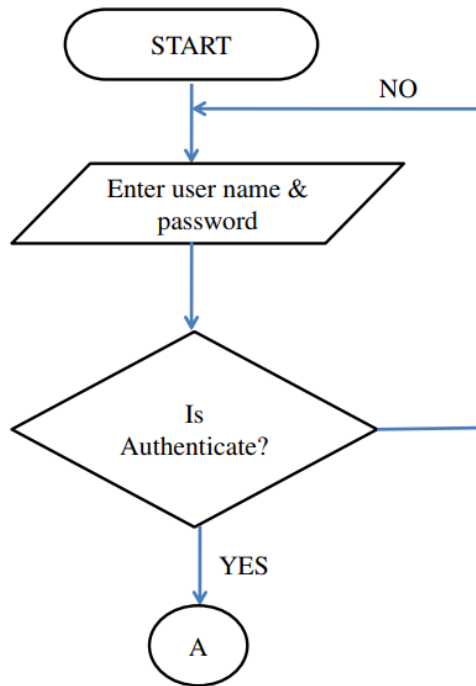 START
NO
Enter user name &
password
Is
Authenticate?
YES
A